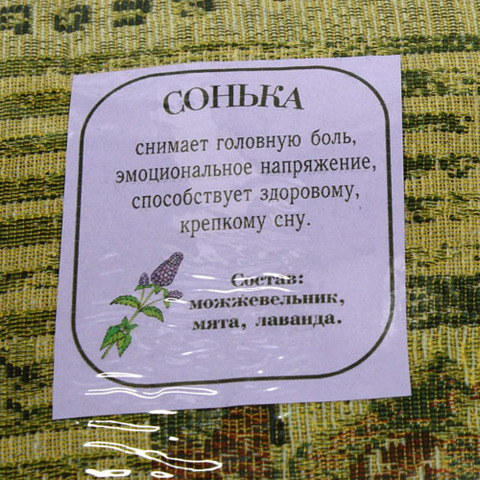 СОНЬКА
снимает головную боль,
эмоциональное напряжение,
способствует здоровому,
крепкому сну.
Состав:
можжевельник,
мята, лаванда.